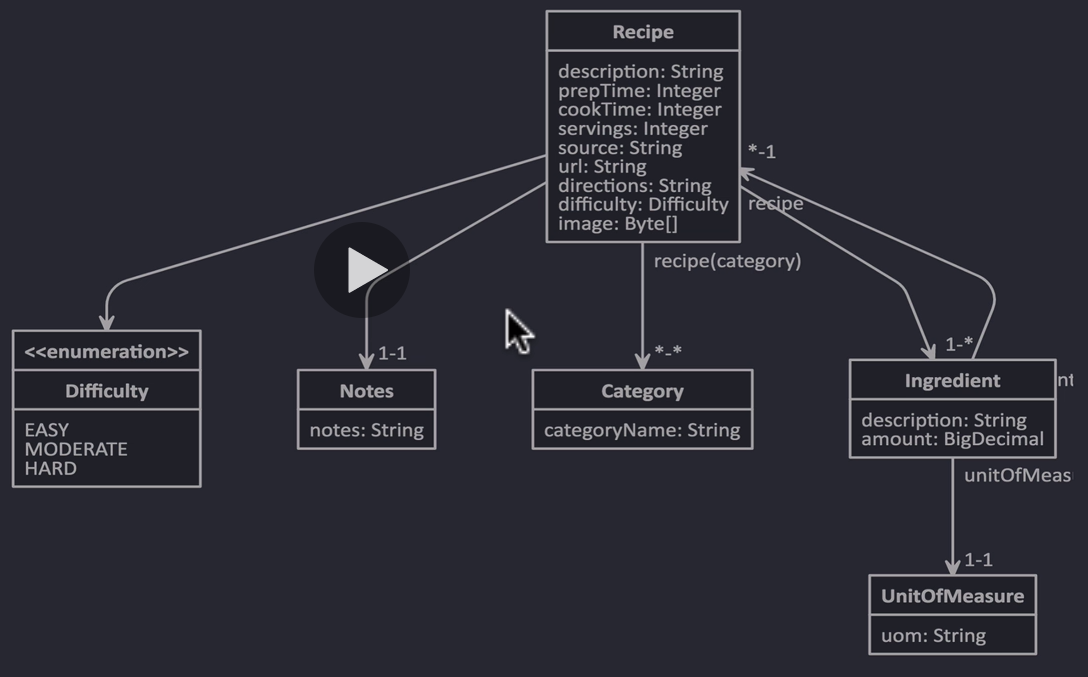 Recipe
description: String
prepTime: Integer
cookTime: Integer
servings: Integer
source: String
url: String
directions: String
difficulty: Difficulty
image: Byte[]
*-1
recipe
recipe(category)
<<enumeration>>
Difficulty
EASY
MODERATE
HARD
1-1
Notes
notes: String
*-*
Category
categoryName: String
1-*
Ingredient
description: String
amount: BigDecimal
1-1
UnitOfMeasure
uom: String